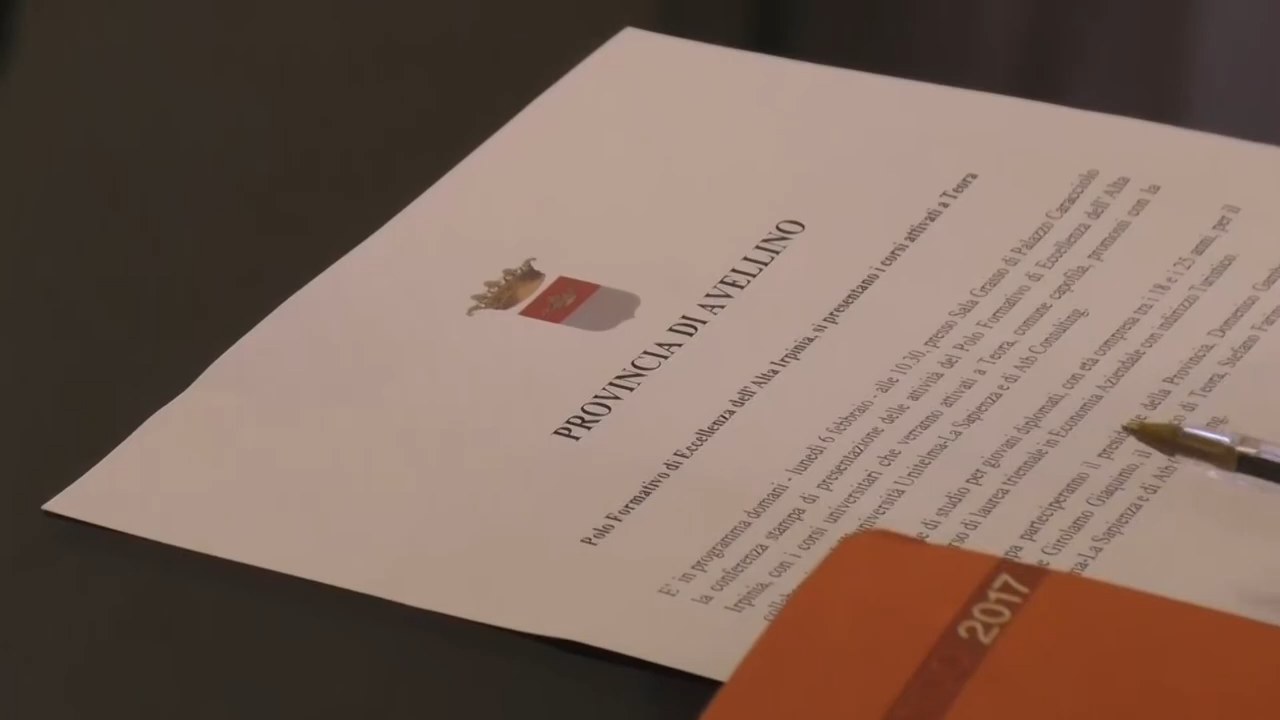 PROVINCIA DI AVELLINO
Polo Formativo di Eccellenza dell'Alta Irpinia, si presentano i corsi attivati a Teora
E' in programma domani - lunedì 6 febbraio - alle 10,30, presso Sala Grasso di Palazzo Caracciolo
la conferenza stampa di presentazione delle attività del Polo Formativo di Eccellenza dell'Alta
Irpinia, con i corsi universitari che verranno attivati a Teora, comune capofila, promossi con la
Università Unitelma-La Sapienza e di Atb Consulting.
di studio per giovani diplomati, con età compresa tra i 18 e i 25 anni, per il
di laurea triennale in Economia Aziendale con indirizzo Turistico.
parteciperanno il della Provincia, Domenico
Girolamo Giaquinto, il di Teora, Stefano
La Sapienza e di Atb
2017